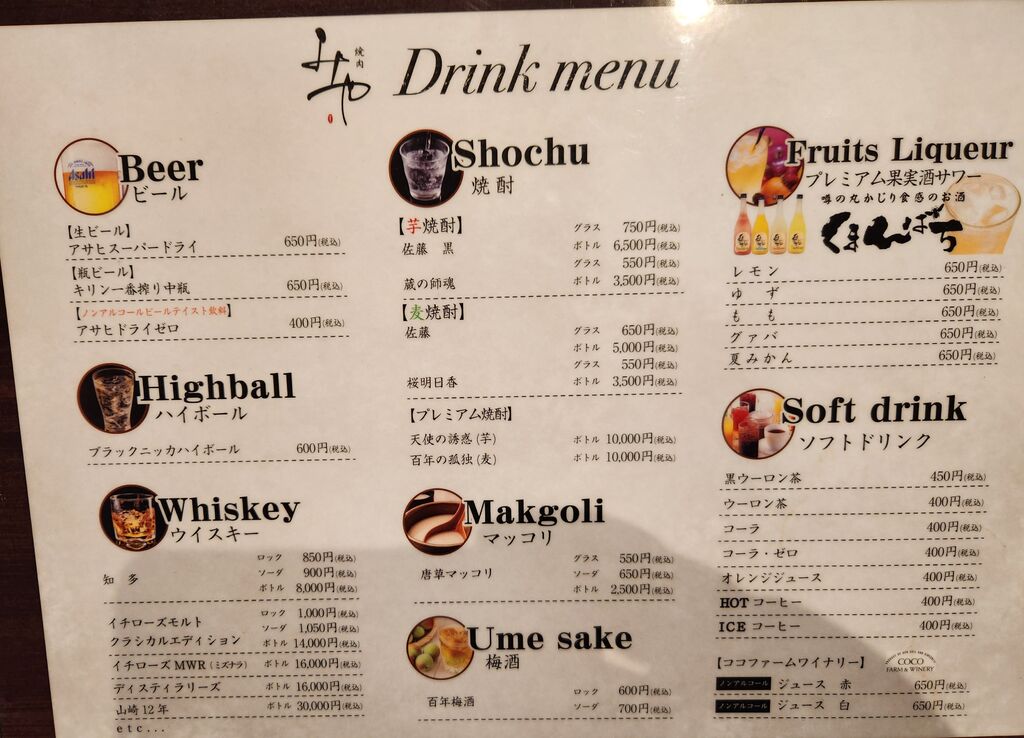 焼肉
みや
Drink menu
Asahi
Beer
ビール
【生ビール】
アサヒスーパードライ 650円(税込)
【瓶ビール】
キリン一番搾り中瓶 650円(税込)
【ノンアルコールビールテイスト飲料】
アサヒドライゼロ 400円(税込)
Highball
ハイボール
ブラックニッカハイボール 600円(税込)
Whiskey
ウイスキー
ロック 850円(税込)
知多 ソーダ 900円(税込)
ボトル 8,000円(税込)
イチローズモルト ロック 1,000円(税込)
ソーダ 1,050円(税込)
クラシカルエディション ボトル 14,000円(税込)
イチローズMWR(ミズナラ) ボトル 16,000円(税込)
ディスティラリーズ ボトル 16,000円(税込)
山崎12年 ボトル 30,000円(税込)
etc...
Shochu
焼酎
【芋焼酎】 グラス 750円(税込)
佐藤 黒 ボトル 6,500円(税込)
グラス 550円(税込)
蔵の師魂 ボトル 3,500円(税込)
【麦焼酎】
佐藤 グラス 650円(税込)
ボトル 5,000円(税込)
グラス 550円(税込)
桜明日香 ボトル 3,500円(税込)
【プレミアム焼酎】
天使の誘惑(芋) ボトル 10,000円(税込)
百年の孤独(麦) ボトル 10,000円(税込)
Makgoli
マッコリ
グラス 550円(税込)
唐草マッコリ ソーダ 650円(税込)
ボトル 2,500円(税込)
Ume sake
梅酒
百年梅酒 ロック 600円(税込)
ソーダ 700円(税込)
Fruits Liqueur
プレミアム果実酒サワー
噂の丸かじり食感のお酒
くまんばち
レモン 650円(税込)
ゆず 650円(税込)
もも 650円(税込)
グァバ 650円(税込)
夏みかん 650円(税込)
Soft drink
ソフトドリンク
黒ウーロン茶 450円(税込)
ウーロン茶 400円(税込)
コーラ 400円(税込)
コーラ・ゼロ 400円(税込)
オレンジジュース 400円(税込)
HOT コーヒー 400円(税込)
ICE コーヒー 400円(税込)
【ココファームワイナリー】
COCO
FARM & WINERY
ノンアルコール ジュース 赤 650円(税込)
ノンアルコール ジュース 白 650円(税込)